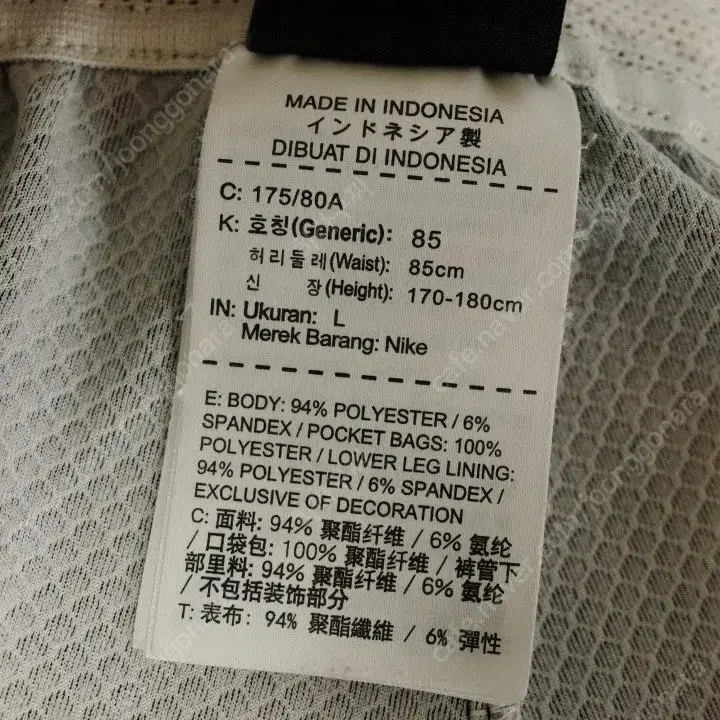 MADE IN INDONESIA
インドネシア製
DIBUAT DI INDONESIA
C: 175/80A
K: 호칭(Generic): 85
허리둘레(Waist): 85cm
신 장(Height): 170-180cm
IN: Ukuran: L
Merek Barang: Nike
E: BODY: 94% POLYESTER / 6%
SPANDEX / POCKET BAGS: 100%
POLYESTER / LOWER LEG LINING:
94% POLYESTER / 6% SPANDEX /
EXCLUSIVE OF DECORATION
C: 面料: 94% 聚酯纤维 / 6% 氨纶
/ 口袋包: 100% 聚酯纤维 / 裤管下
部里料: 94% 聚酯纤维 / 6% 氨纶
/ 不包括装饰部分
T: 表布: 94% 聚酯纖維 / 6% 彈性